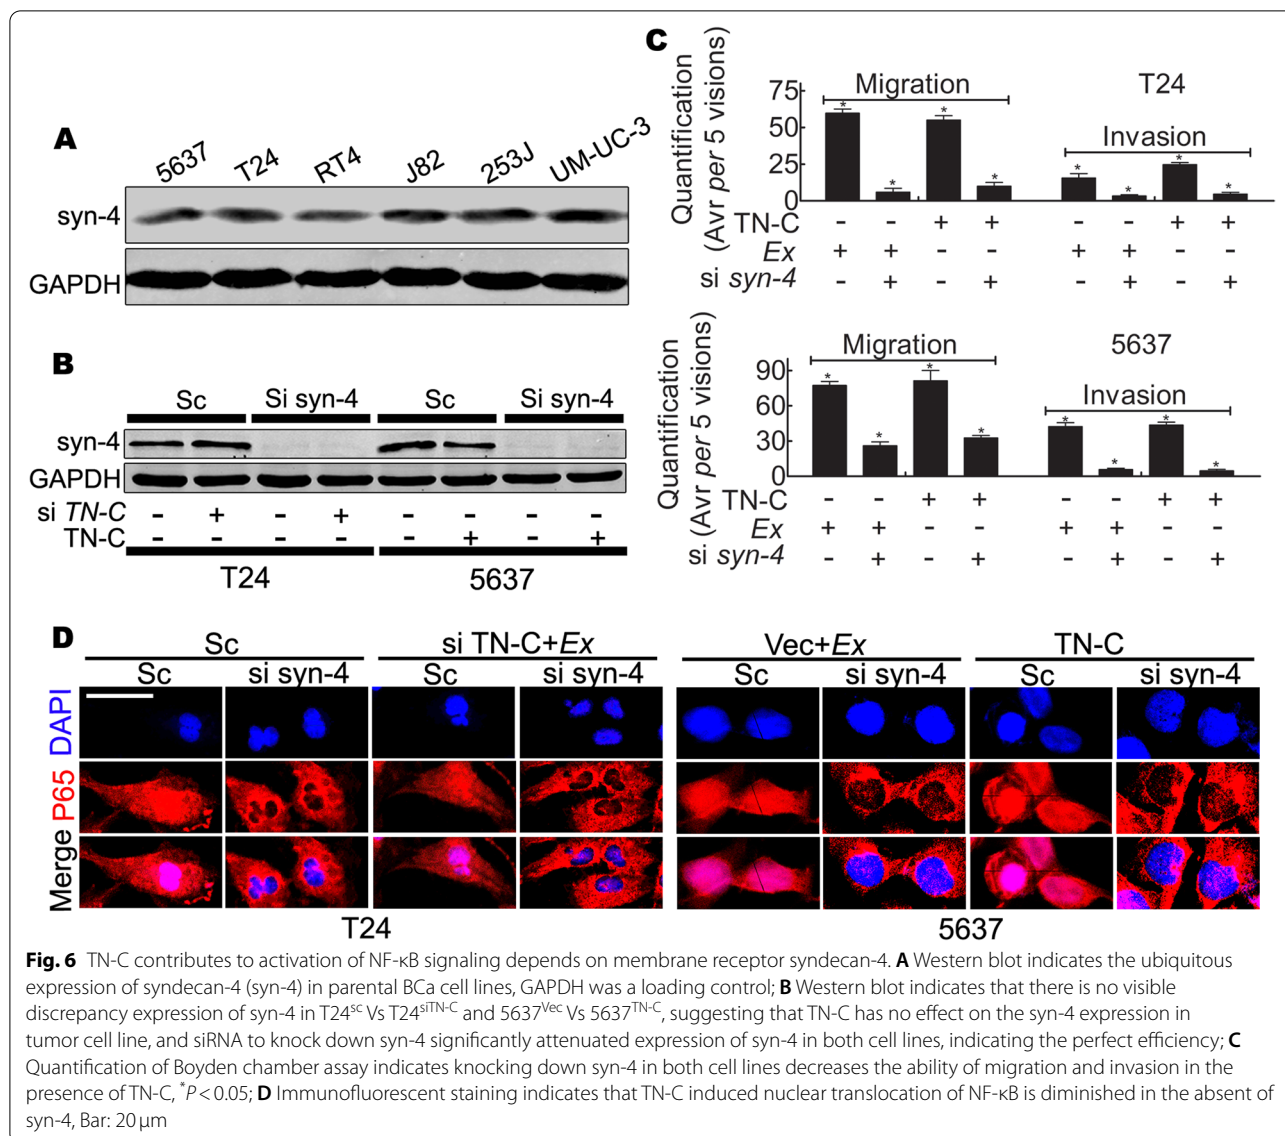 A
5637 T24 RT4 J82 253J UM-UC-3
syn-4
GAPDH
B
Sc Si syn-4 Sc Si syn-4
syn-4
GAPDH
si TN-C - + - + - - - -
TN-C - - - - - + - +
T24 5637
C
Quantification
(Avr per 5 visions)
75
50
25
0
Migration
T24
Invasion
* * * * * * * *
TN-C - - + + - - + +
Ex + + - - + + - -
si syn-4 - + - + - + - +
Quantification
(Avr per 5 visions)
90
60
30
0
Migration
5637
Invasion
* * * * * * * *
TN-C - - + + - - + +
Ex + + - - + + - -
si syn-4 - + - + - + - +
D
Sc si TN-C+Ex Vec+Ex TN-C
Sc si syn-4 Sc si syn-4 Sc si syn-4 Sc si syn-4
DAPI
P65
Merge
T24 5637
Fig. 6 TN-C contributes to activation of NF-κB signaling depends on membrane receptor syndecan-4. A Western blot indicates the ubiquitous
expression of syndecan-4 (syn-4) in parental BCa cell lines, GAPDH was a loading control; B Western blot indicates that there is no visible
discrepancy expression of syn-4 in T24sc Vs T24siTN-C and 5637Vec Vs 5637TN-C, suggesting that TN-C has no effect on the syn-4 expression in
tumor cell line, and siRNA to knock down syn-4 significantly attenuated expression of syn-4 in both cell lines, indicating the perfect efficiency; C
Quantification of Boyden chamber assay indicates knocking down syn-4 in both cell lines decreases the ability of migration and invasion in the
presence of TN-C, *P < 0.05; D Immunofluorescent staining indicates that TN-C induced nuclear translocation of NF-κB is diminished in the absent of
syn-4, Bar: 20 μm